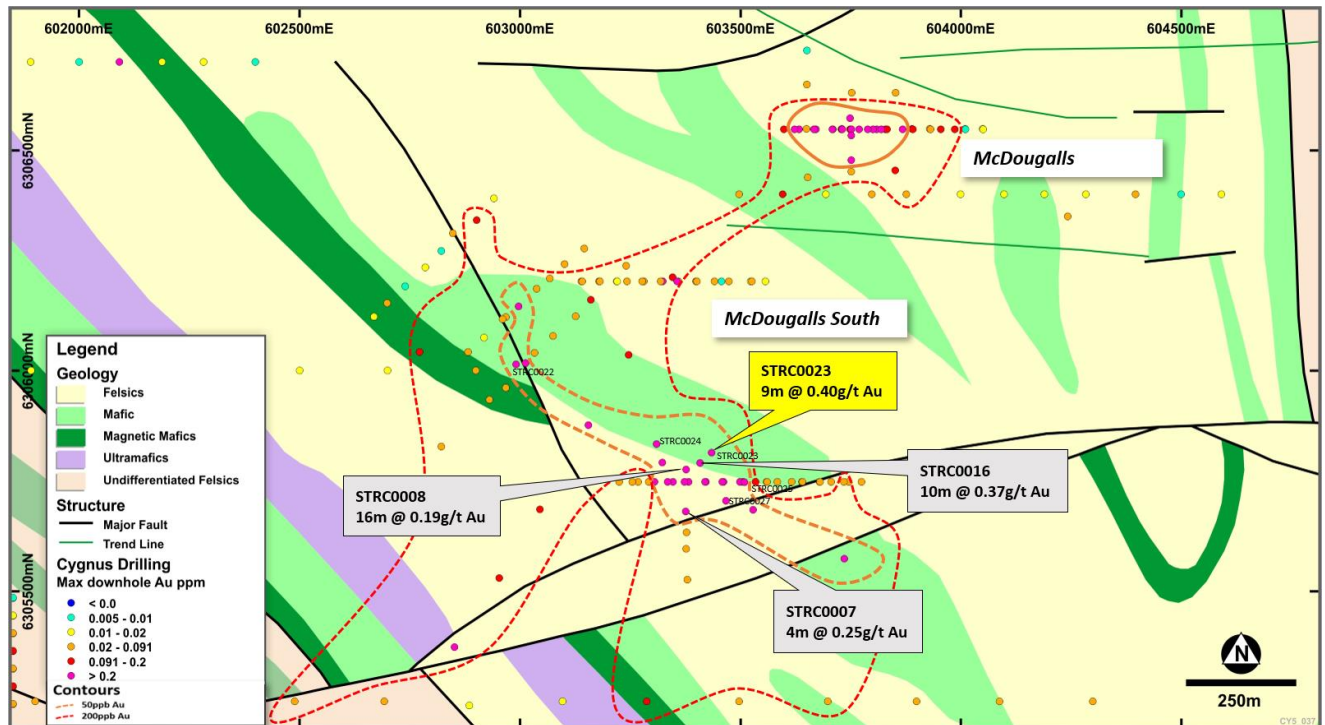 602000mE
602500mE
603000mE
603500mE
604000mE
604500mE
6306500mN
McDougalls
McDougalls South
6306000mN
STRC0022
STRC0023
9m @ 0.40g/t Au
STRC0024
STRC0023
STRC0016
10m @ 0.37g/t Au
STRC0008
16m @ 0.19g/t Au
STRC0025
STRC0027
6305500mN
STRC0007
4m @ 0.25g/t Au
Legend
Geology
Felsics
Mafic
Magnetic Mafics
Ultramafics
Undifferentiated Felsics
Structure
Major Fault
Trend Line
Cygnus Drilling
Max downhole Au ppm
< 0.0
0.005 - 0.01
0.01 - 0.02
0.02 - 0.091
0.091 - 0.2
> 0.2
Contours
50ppb Au
200ppb Au
N
250m
CY5_037